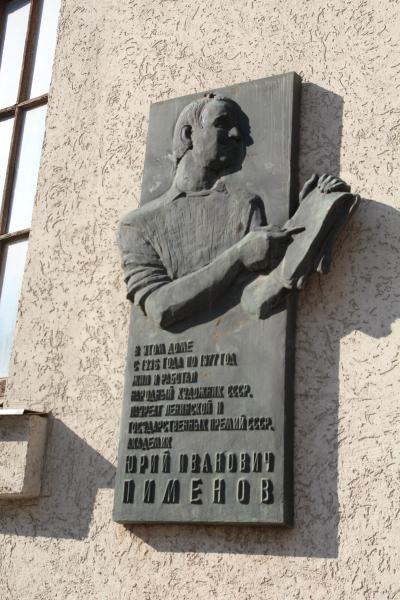 В ЭТОМ ДОМЕ
С 1936 ГОДА ПО 1977 ГОД
ЖИЛ И РАБОТАЛ
НАРОДНЫЙ ХУДОЖНИК СССР,
ЛАУРЕАТ ЛЕНИНСКОЙ И
ГОСУДАРСТВЕННЫХ ПРЕМИЙ СССР,
АКАДЕМИК
ЮРИЙ ИВАНОВИЧ
ПИМЕНОВ